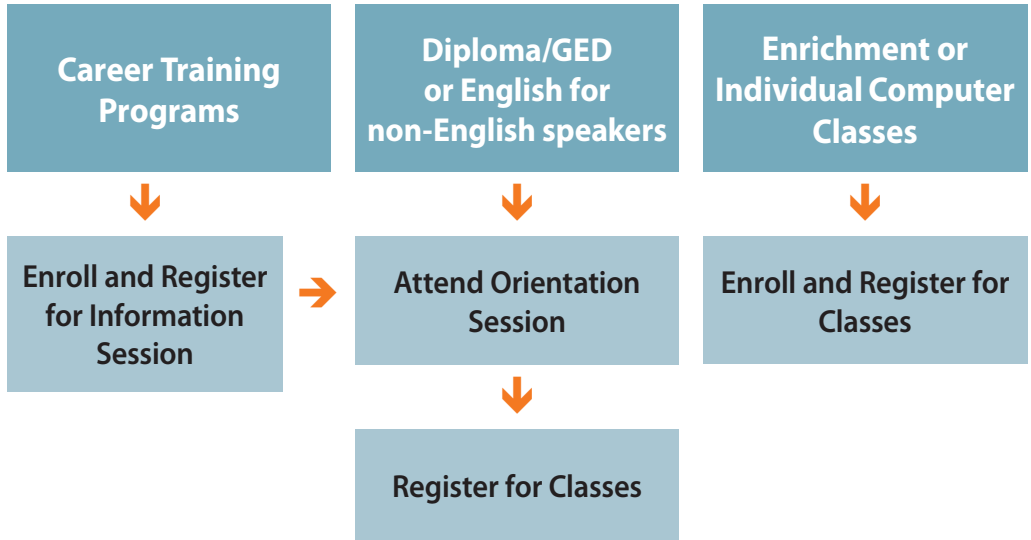 Career Training
Programs
Diploma/GED
or English for
non-English speakers
Enrichment or
Individual Computer
Classes
Enroll and Register
for Information
Session
Attend Orientation
Session
Enroll and Register for
Classes
Register for Classes